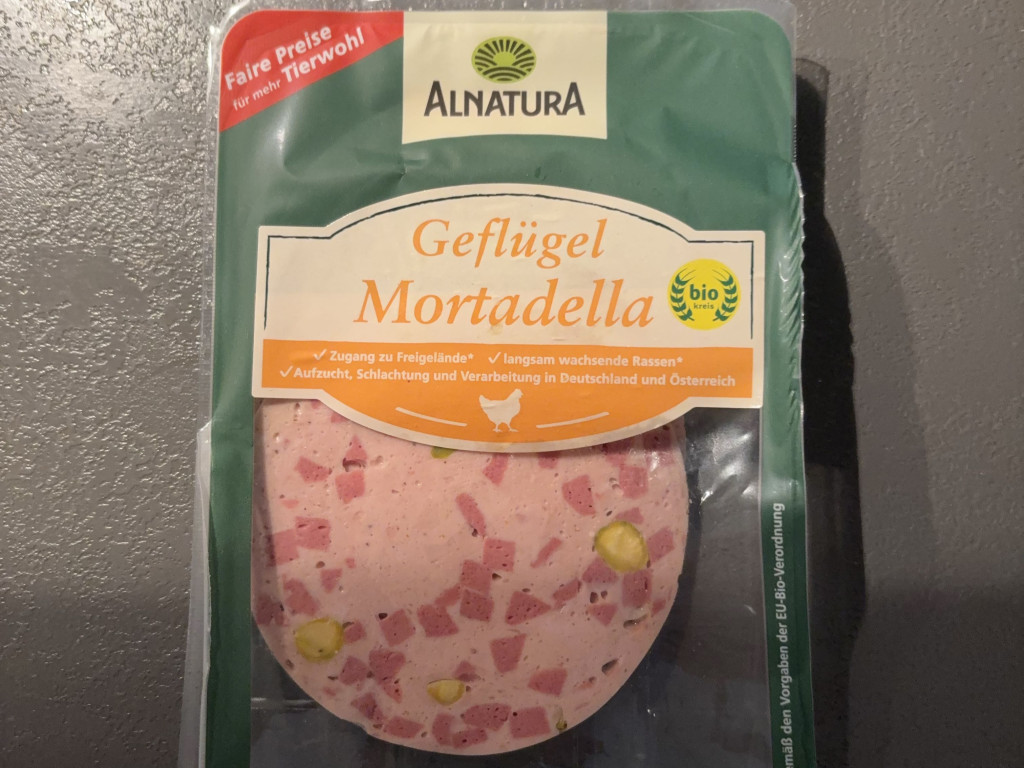 Faire Preise
für mehr Tierwohl
ALNATURA
Geflügel
Mortadella
bio
kreis
✓ Zugang zu Freigelände* ✓ langsam wachsende Rassen*
✓ Aufzucht, Schlachtung und Verarbeitung in Deutschland und Österreich
den Vorgaben der EU-Bio-Verordnung